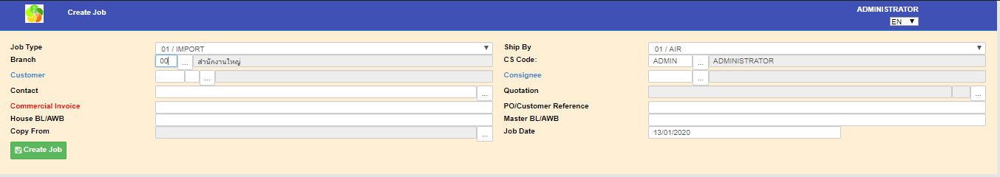 Create Job
ADMINISTRATOR
EN
Job Type 01 / IMPORT Ship By 01 / AIR
Branch 00 ... สำนักงานใหญ่ CS Code: ADMIN ... ADMINISTRATOR
Customer ... Consignee ...
Contact ... Quotation ...
Commercial Invoice PO/Customer Reference
House BL/AWB Master BL/AWB
Copy From ... Job Date 13/01/2020
Create Job